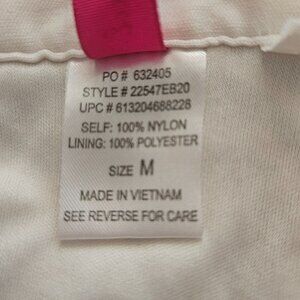 PO # 632405
STYLE # 22547EB20
UPC # 613204688228
SELF: 100% NYLON
LINING: 100% POLYESTER
SIZE M
MADE IN VIETNAM
SEE REVERSE FOR CARE